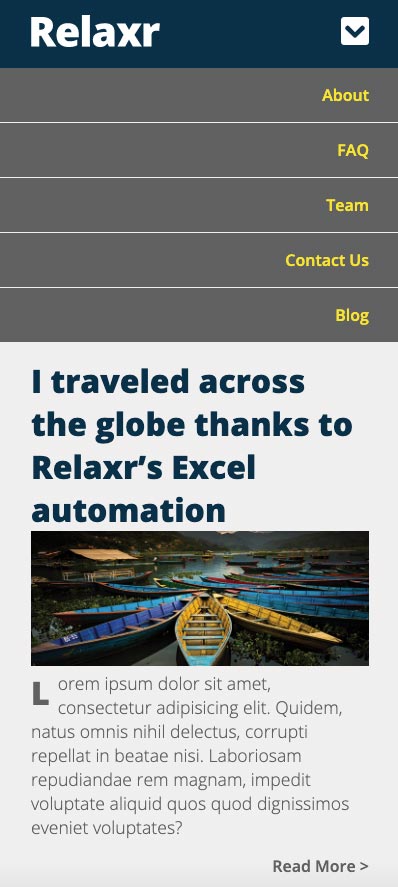 Relaxr
About
FAQ
Team
Contact Us
Blog
I traveled across
the globe thanks to
Relaxr’s Excel
automation
Lorem ipsum dolor sit amet,
consectetur adipisicing elit. Quidem,
natus omnis nihil delectus, corrupti
repellat in beatae nisi. Laboriosam
repudiandae rem magnam, impedit
voluptate aliquid quos quod dignissimos
eveniet voluptates?
Read More >